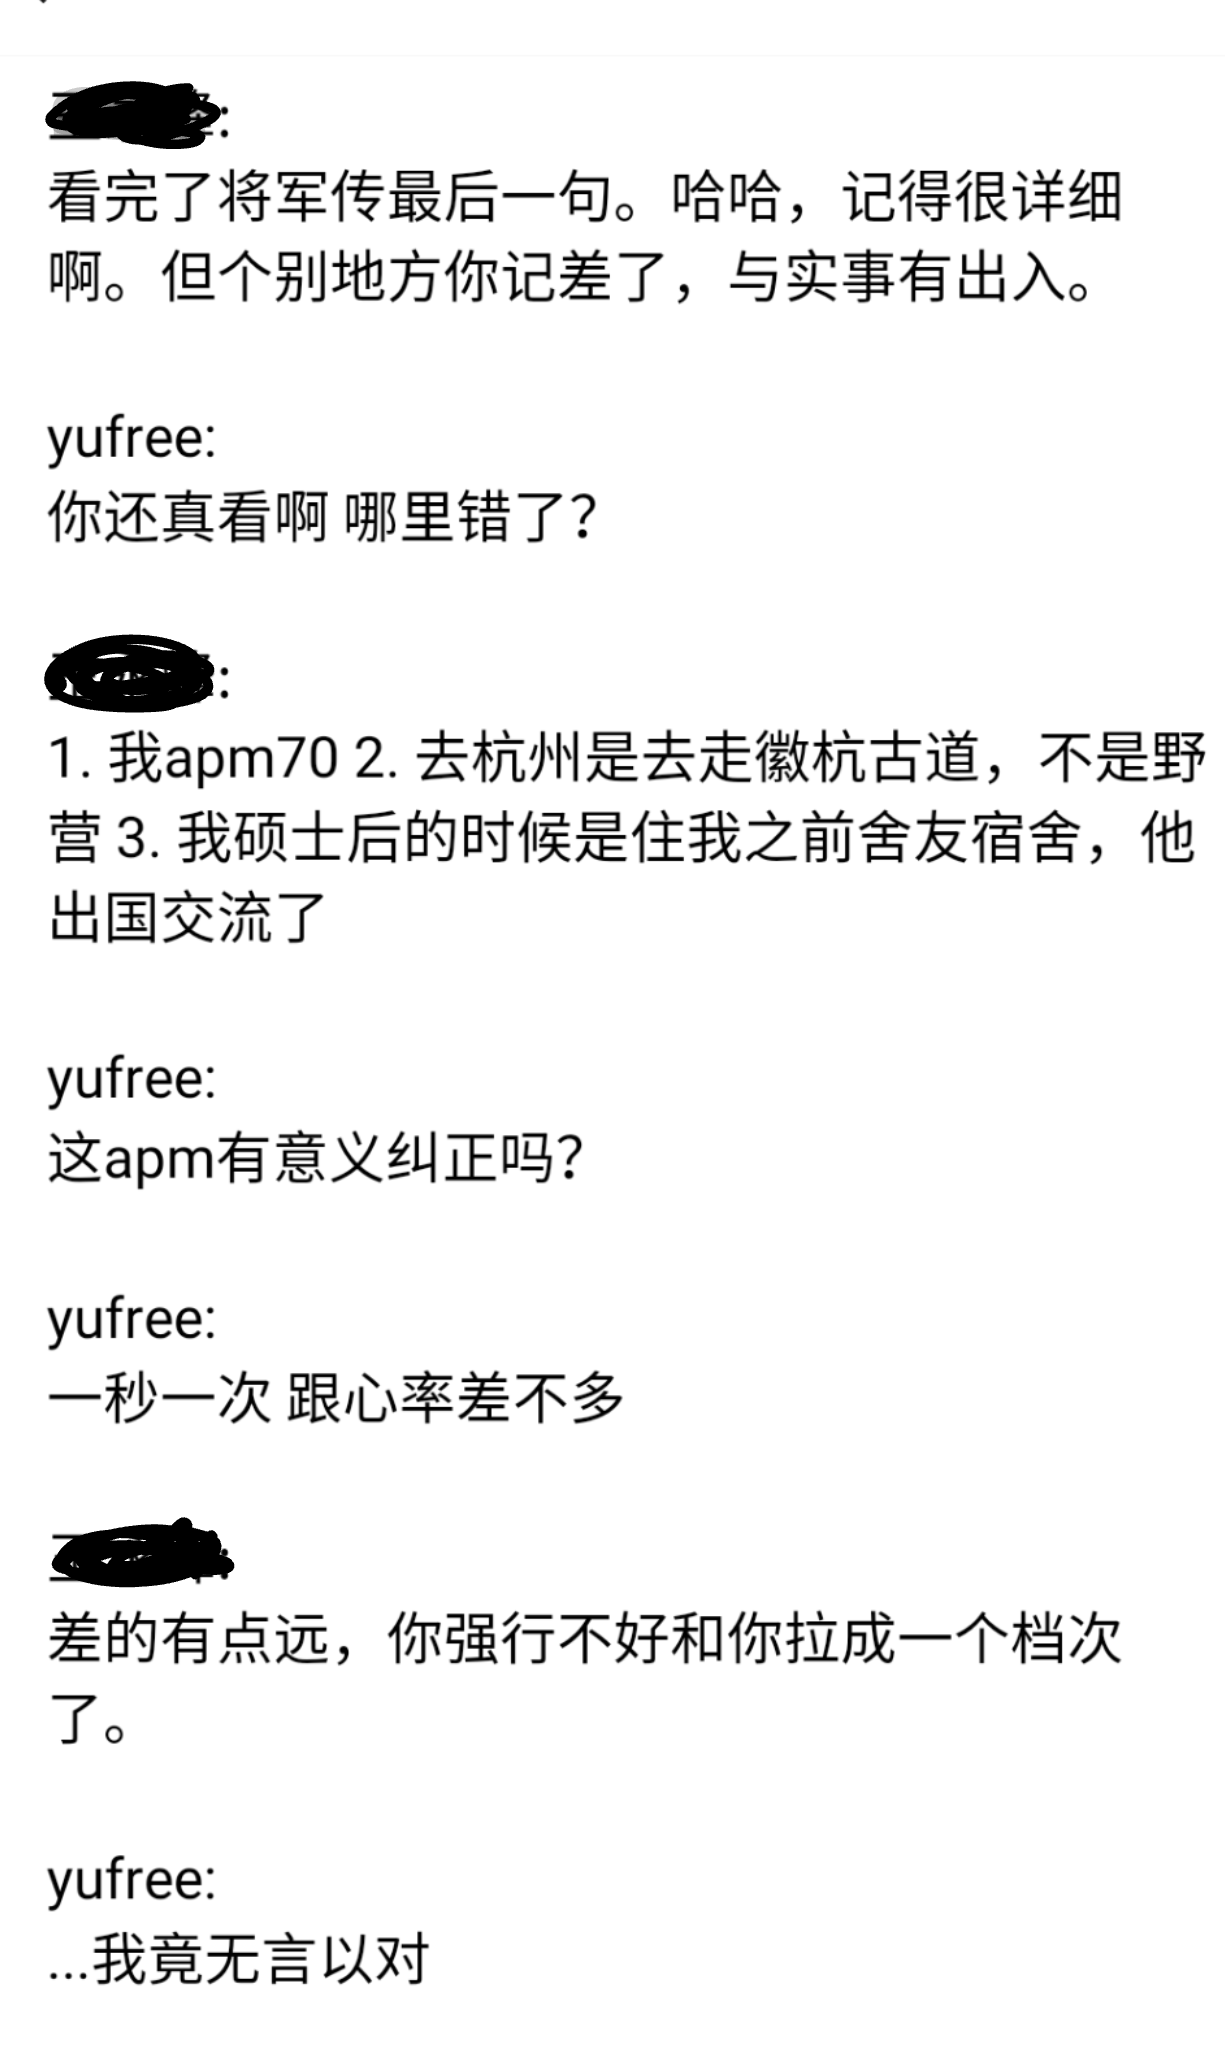 :
看完了将军传最后一句。哈哈，记得很详细
啊。但个别地方你记差了，与实事有出入。
yufree:
你还真看啊 哪里错了？
:
1. 我apm70 2. 去杭州是去走徽杭古道，不是野
营 3. 我硕士后的时候是住我之前舍友宿舍，他
出国交流了
yufree:
这apm有意义纠正吗？
yufree:
一秒一次 跟心率差不多
:
差的有点远，你强行不好和你拉成一个档次
了。
yufree:
...我竟无言以对